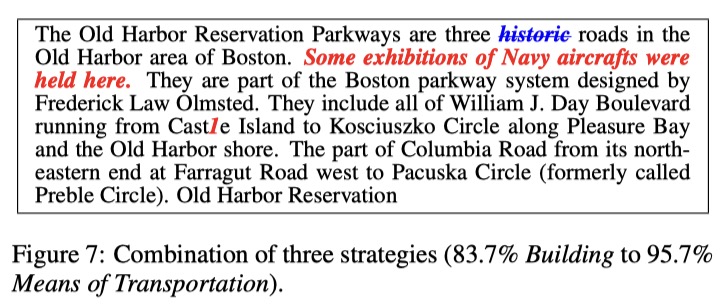 The Old Harbor Reservation Parkways are three historic roads in the
Old Harbor area of Boston. Some exhibitions of Navy aircrafts were
held here. They are part of the Boston parkway system designed by
Frederick Law Olmsted. They include all of William J. Day Boulevard
running from Cast1e Island to Kosciuszko Circle along Pleasure Bay
and the Old Harbor shore. The part of Columbia Road from its north-
eastern end at Farragut Road west to Pacuska Circle (formerly called
Preble Circle). Old Harbor Reservation
Figure 7: Combination of three strategies (83.7% Building to 95.7%
Means of Transportation).